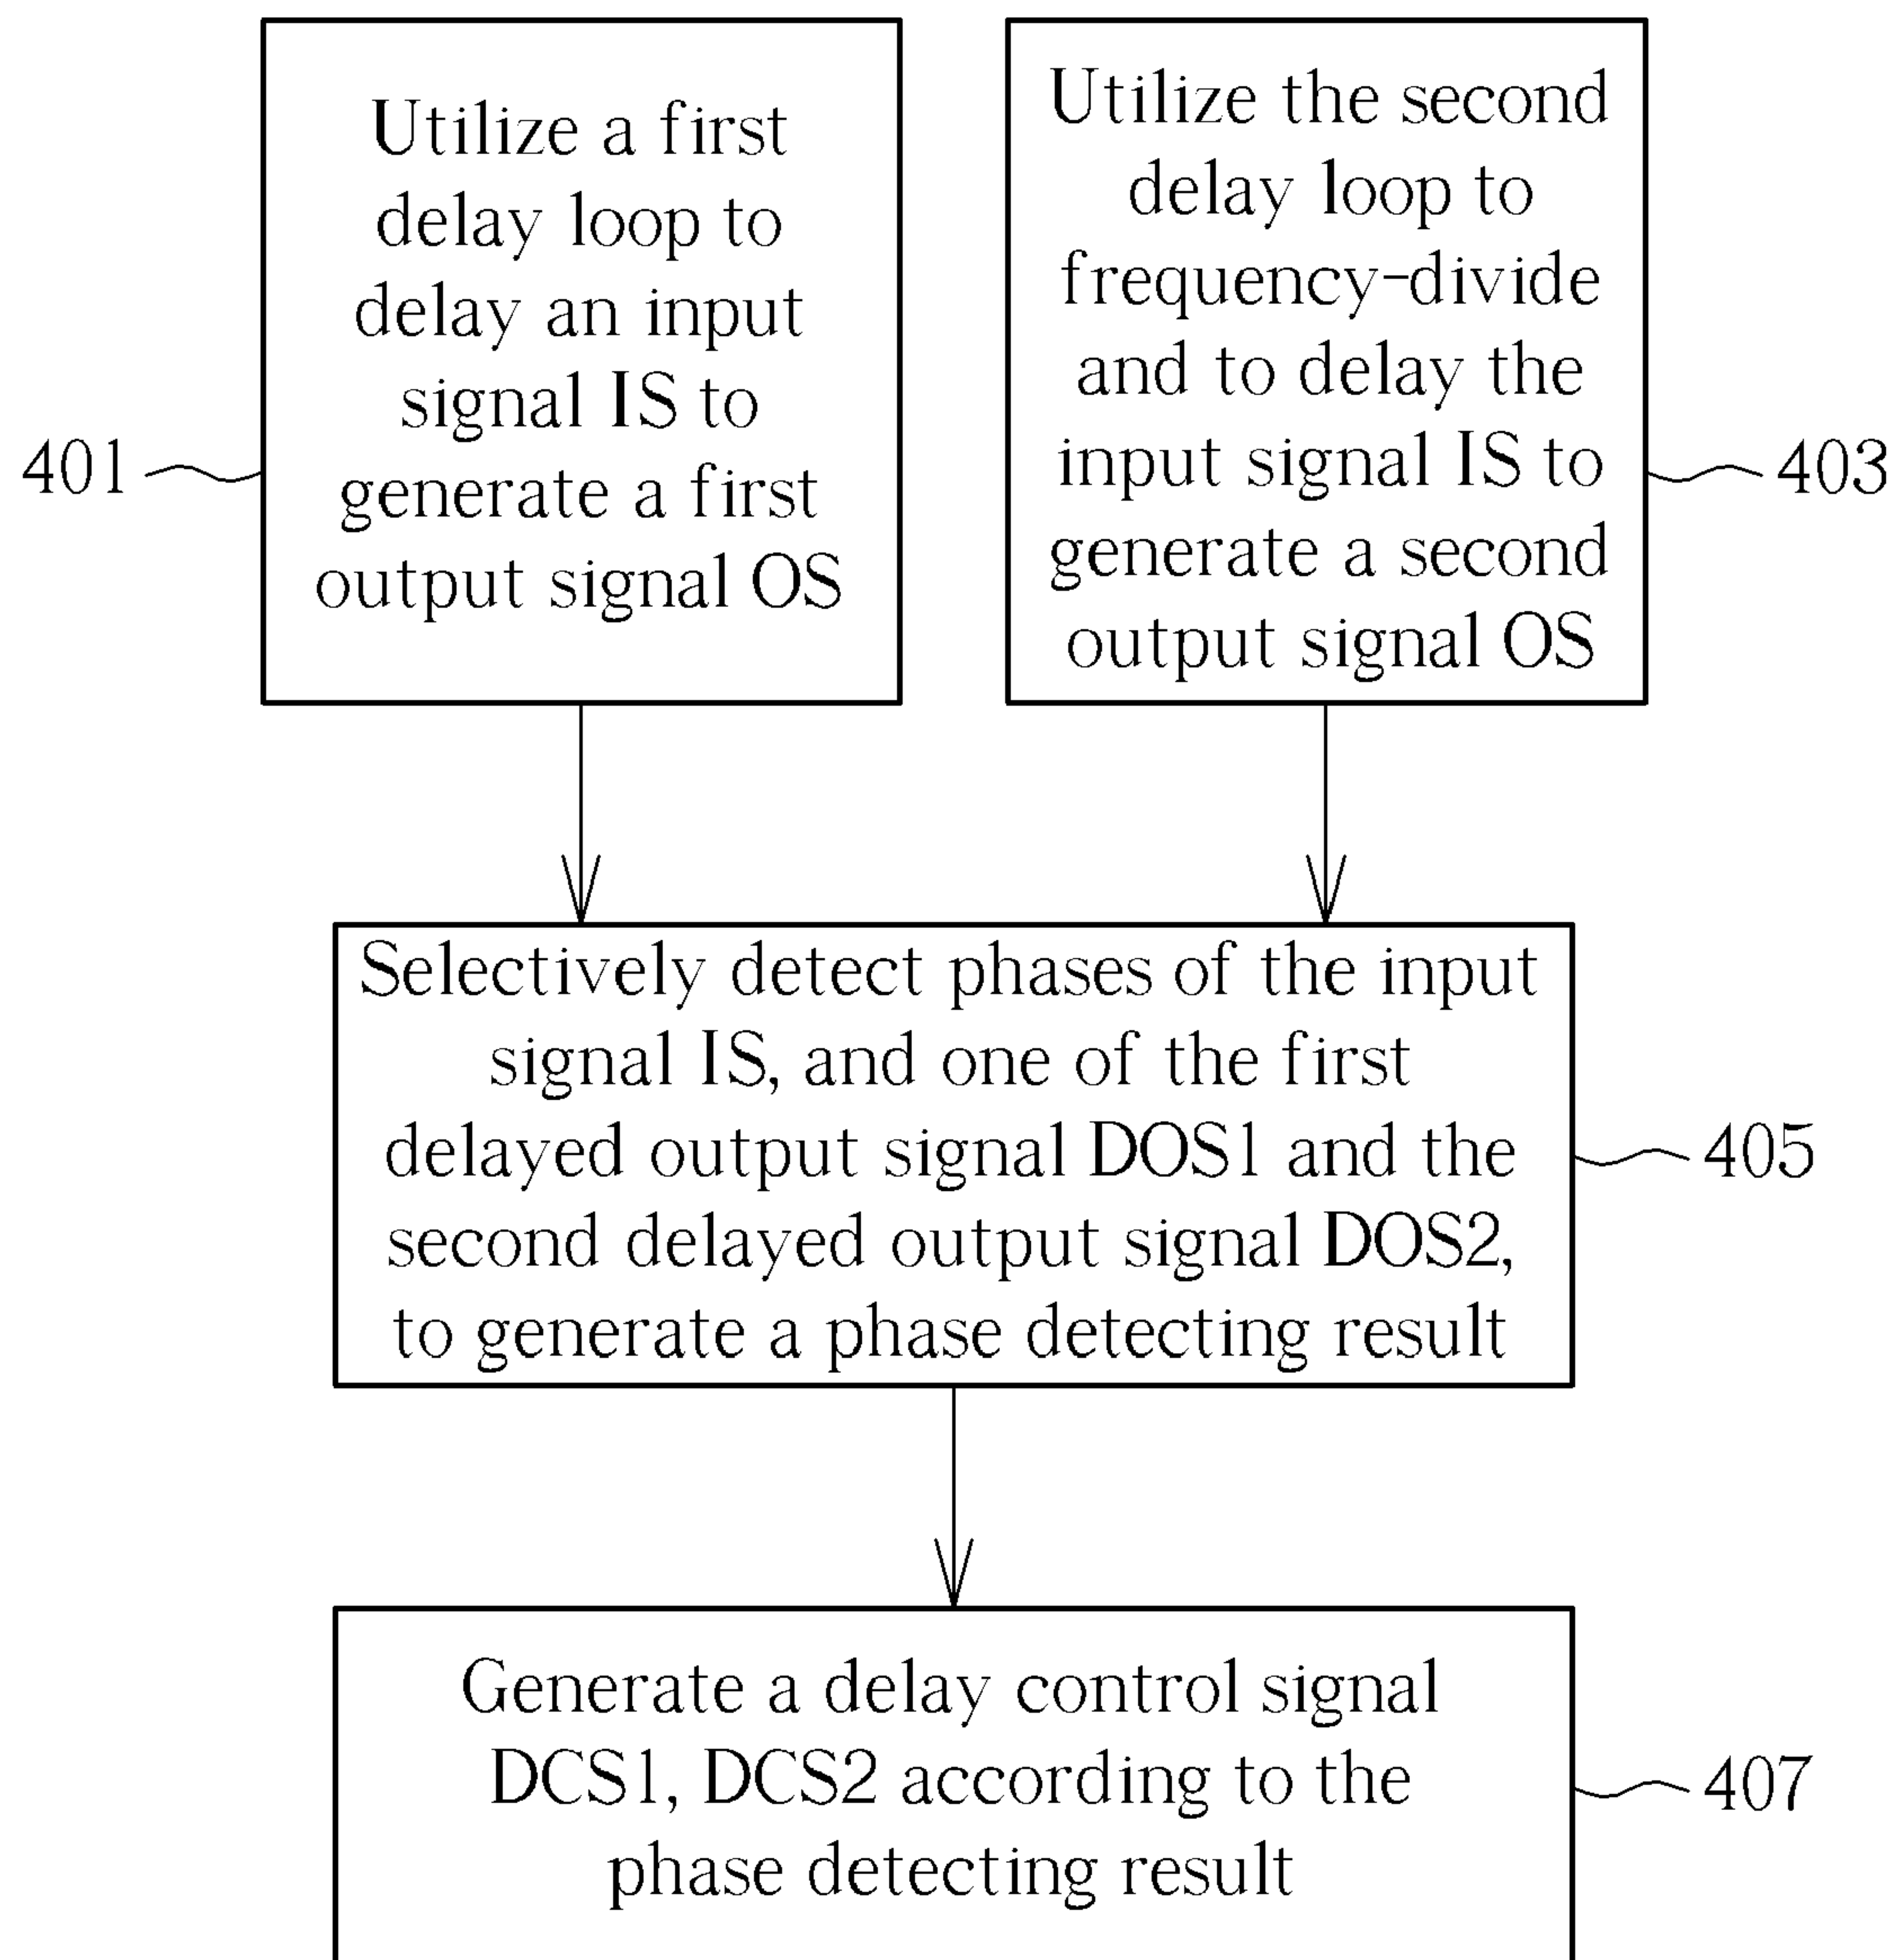 Utilize a first
delay loop to
delay an input
signal IS to
generate a first
output signal OS
401
Utilize the second
delay loop to
frequency-divide
and to delay the
input signal IS to
generate a second
output signal OS
403
Selectively detect phases of the input
signal IS, and one of the first
delayed output signal DOS1 and the
second delayed output signal DOS2,
to generate a phase detecting result
405
Generate a delay control signal
DCS1, DCS2 according to the
phase detecting result
407